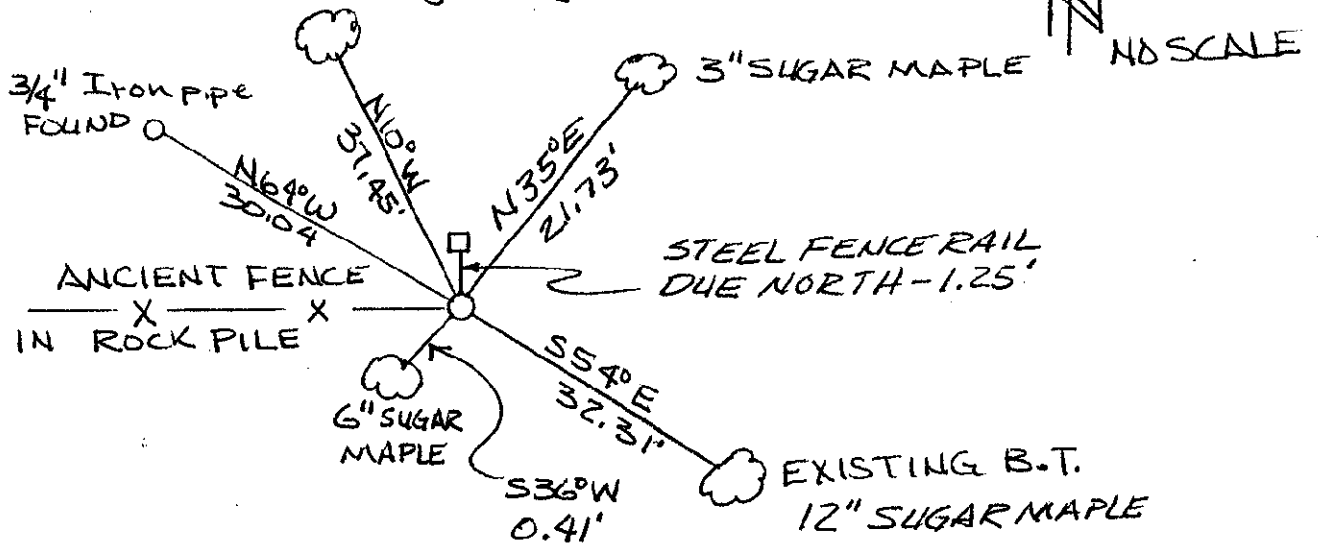 N
NO SCALE
3/4" Iron pipe
FOUND
3" SUGAR MAPLE
N10°W
37.45'
N35°E
21.73'
N64°W
30.04
STEEL FENCE RAIL
DUE NORTH-1.25'
ANCIENT FENCE
X X
IN ROCK PILE
S54°E
32.31'
6" SUGAR
MAPLE
S36°W
0.41'
EXISTING B.T.
12" SUGAR MAPLE